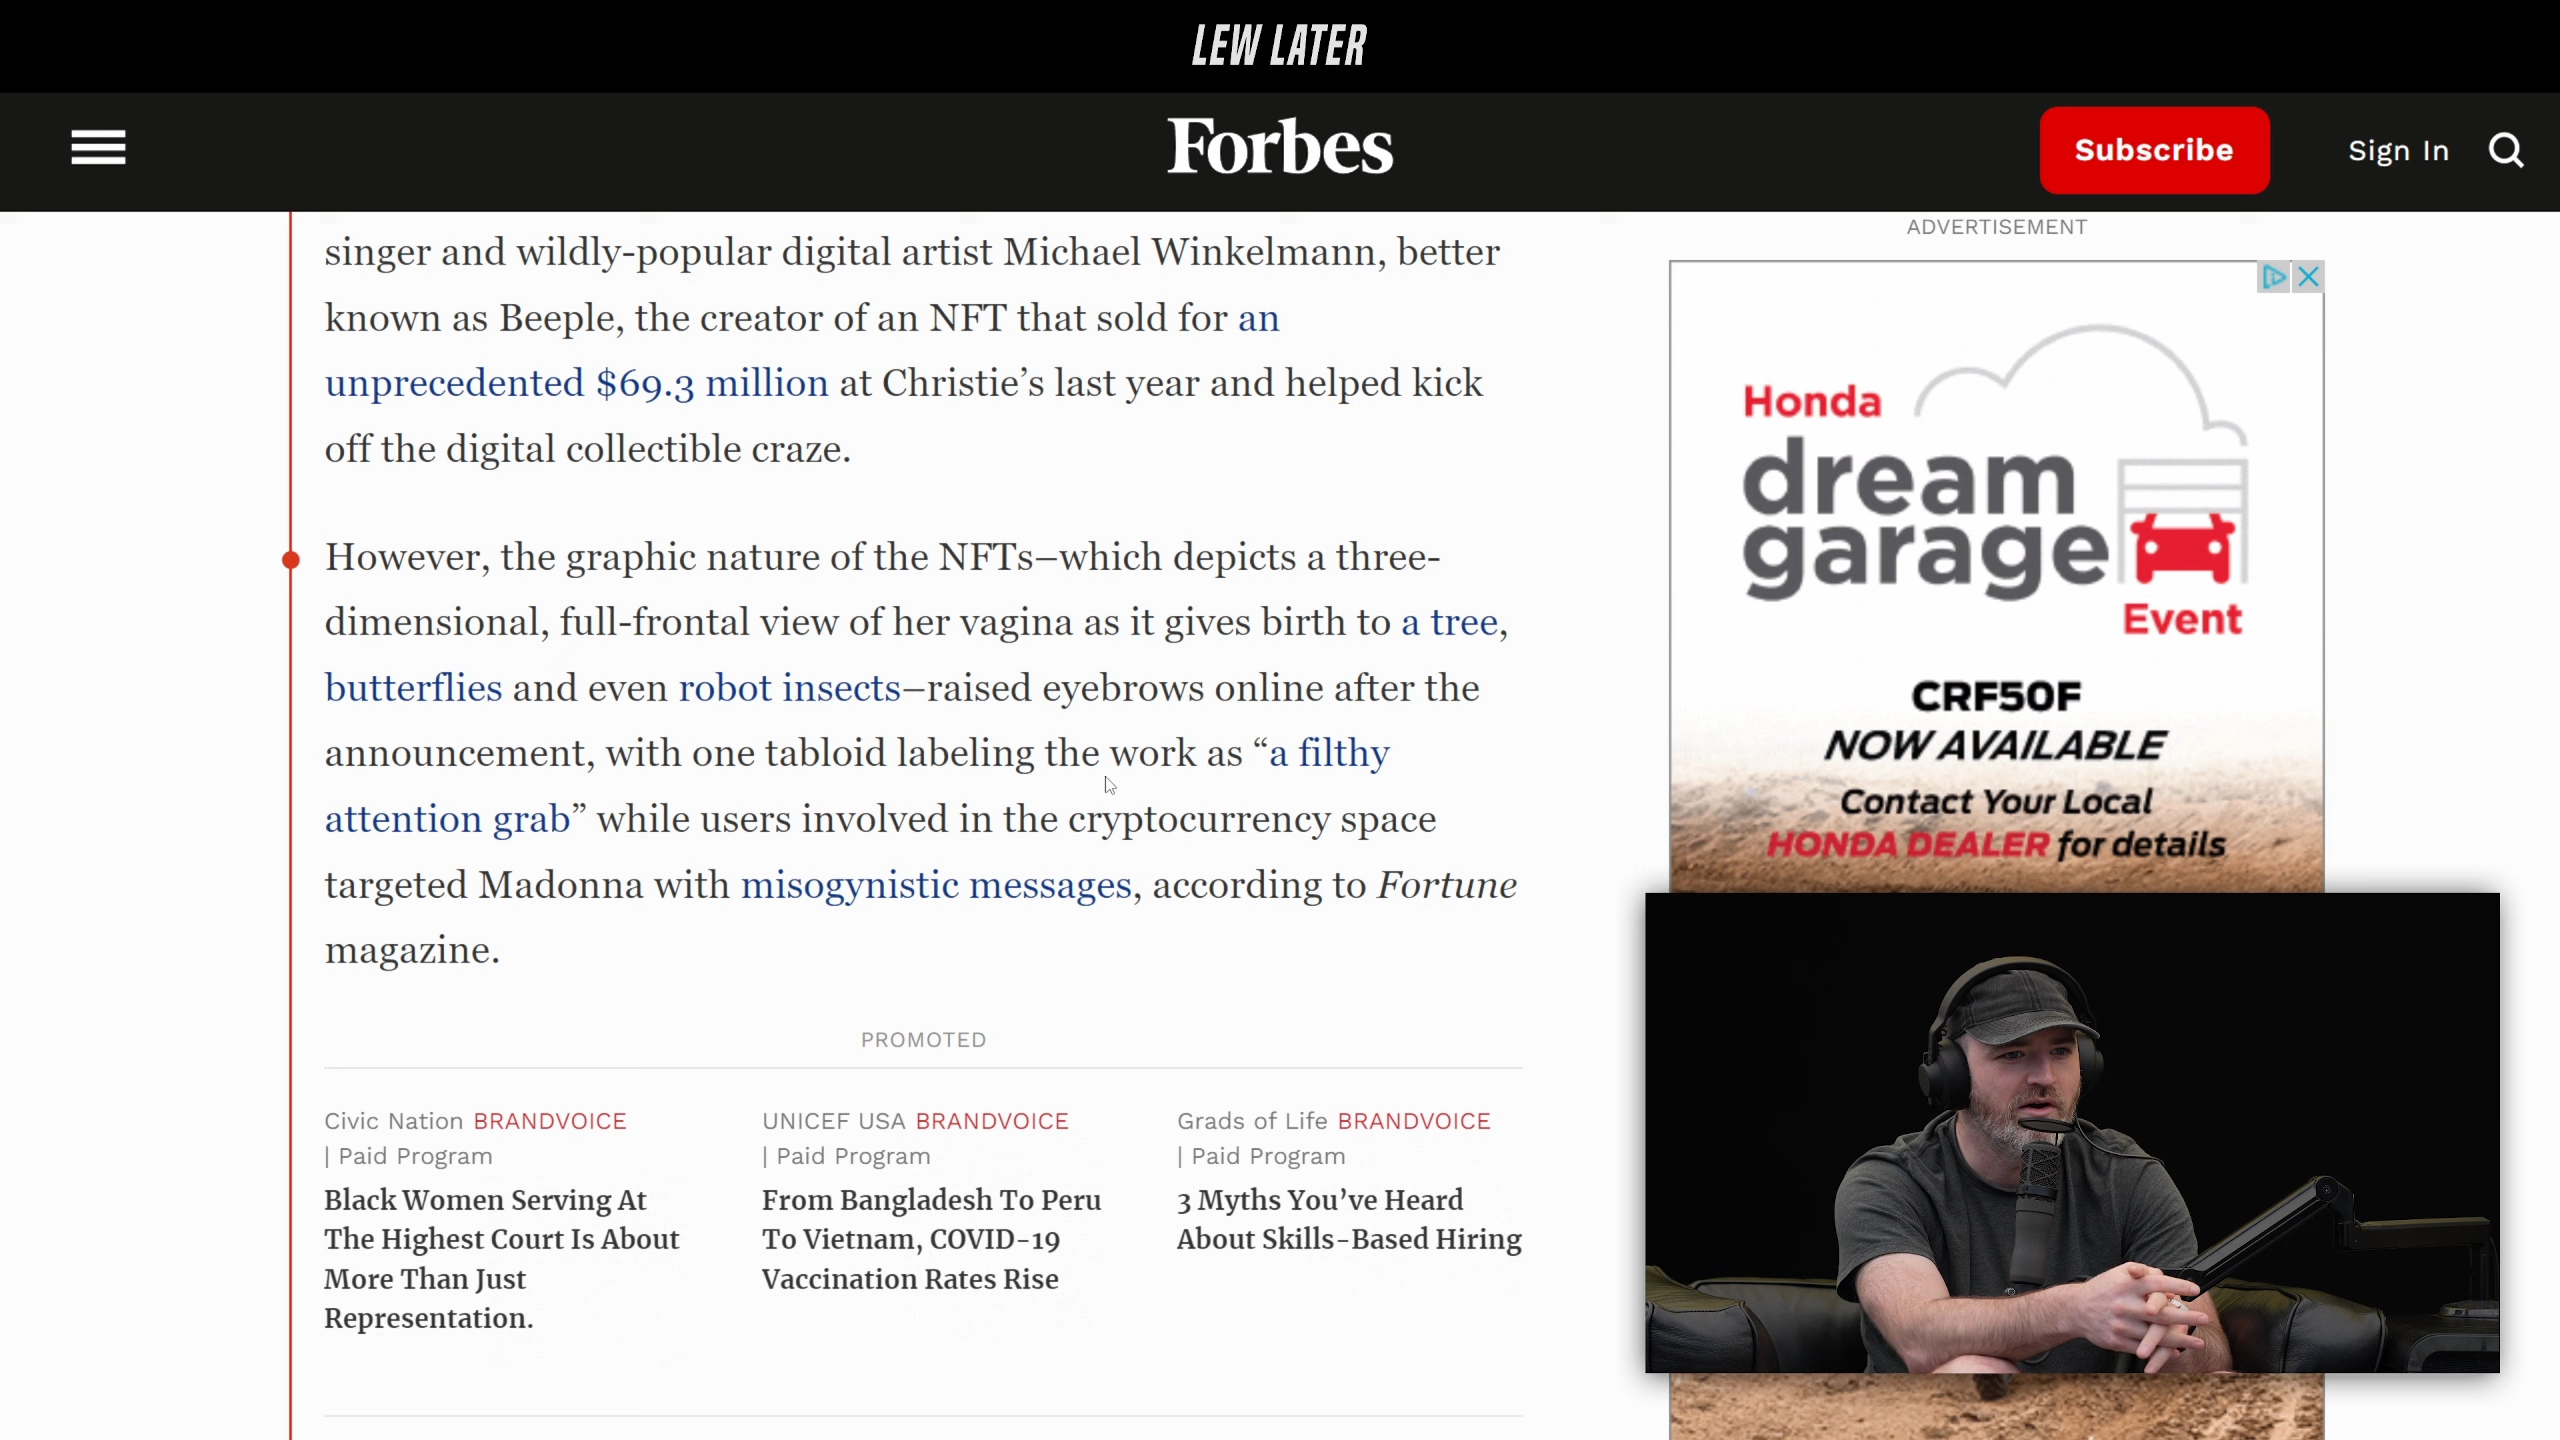 LEW LATER
Forbes
Subscribe
Sign In
singer and wildly-popular digital artist Michael Winkelmann, better
known as Beeple, the creator of an NFT that sold for an
unprecedented $69.3 million at Christie’s last year and helped kick
off the digital collectible craze.
However, the graphic nature of the NFTs–which depicts a three-
dimensional, full-frontal view of her vagina as it gives birth to a tree,
butterflies and even robot insects–raised eyebrows online after the
announcement, with one tabloid labeling the work as “a filthy
attention grab” while users involved in the cryptocurrency space
targeted Madonna with misogynistic messages, according to Fortune
magazine.
PROMOTED
Civic Nation BRANDVOICE
| Paid Program
Black Women Serving At
The Highest Court Is About
More Than Just
Representation.
UNICEF USA BRANDVOICE
| Paid Program
From Bangladesh To Peru
To Vietnam, COVID-19
Vaccination Rates Rise
Grads of Life BRANDVOICE
| Paid Program
3 Myths You’ve Heard
About Skills-Based Hiring
ADVERTISEMENT
Honda
dream
garage
Event
CRF50F
NOW AVAILABLE
Contact Your Local
HONDA DEALER for details